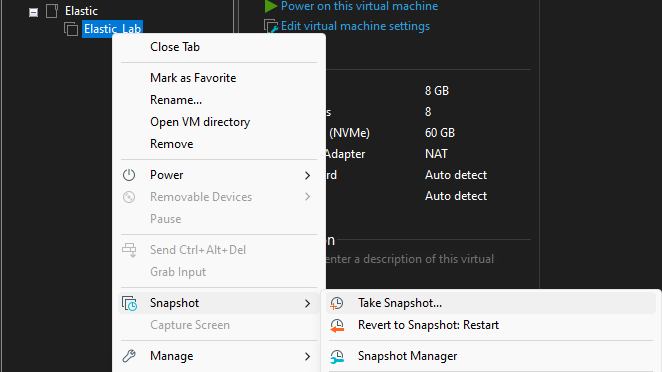 Elastic
Elastic_Lab
Power on this virtual machine
Edit virtual machine settings
Close Tab
Mark as Favorite
Rename...
Open VM directory
Remove
Power
Removable Devices
Pause
Send Ctrl+Alt+Del
Grab Input
Snapshot
Capture Screen
Manage
8 GB
s 8
(NVMe) 60 GB
Adapter NAT
rd Auto detect
Auto detect
on
enter a description of this virtual
Take Snapshot...
Revert to Snapshot: Restart
Snapshot Manager